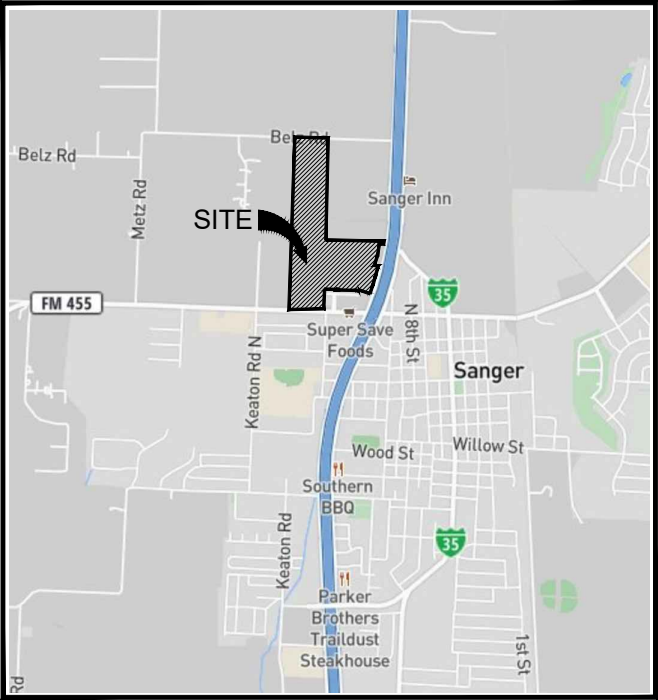 Belz Rd
Belz Rd
Sanger Inn
Metz Rd
SITE
35
FM 455
Super Save
Foods
N 8th St
Keaton Rd N
Sanger
Wood St
Willow St
Southern
BBQ
Keaton Rd
35
Parker
Brothers
Traildust
Steakhouse
1st St
Rd